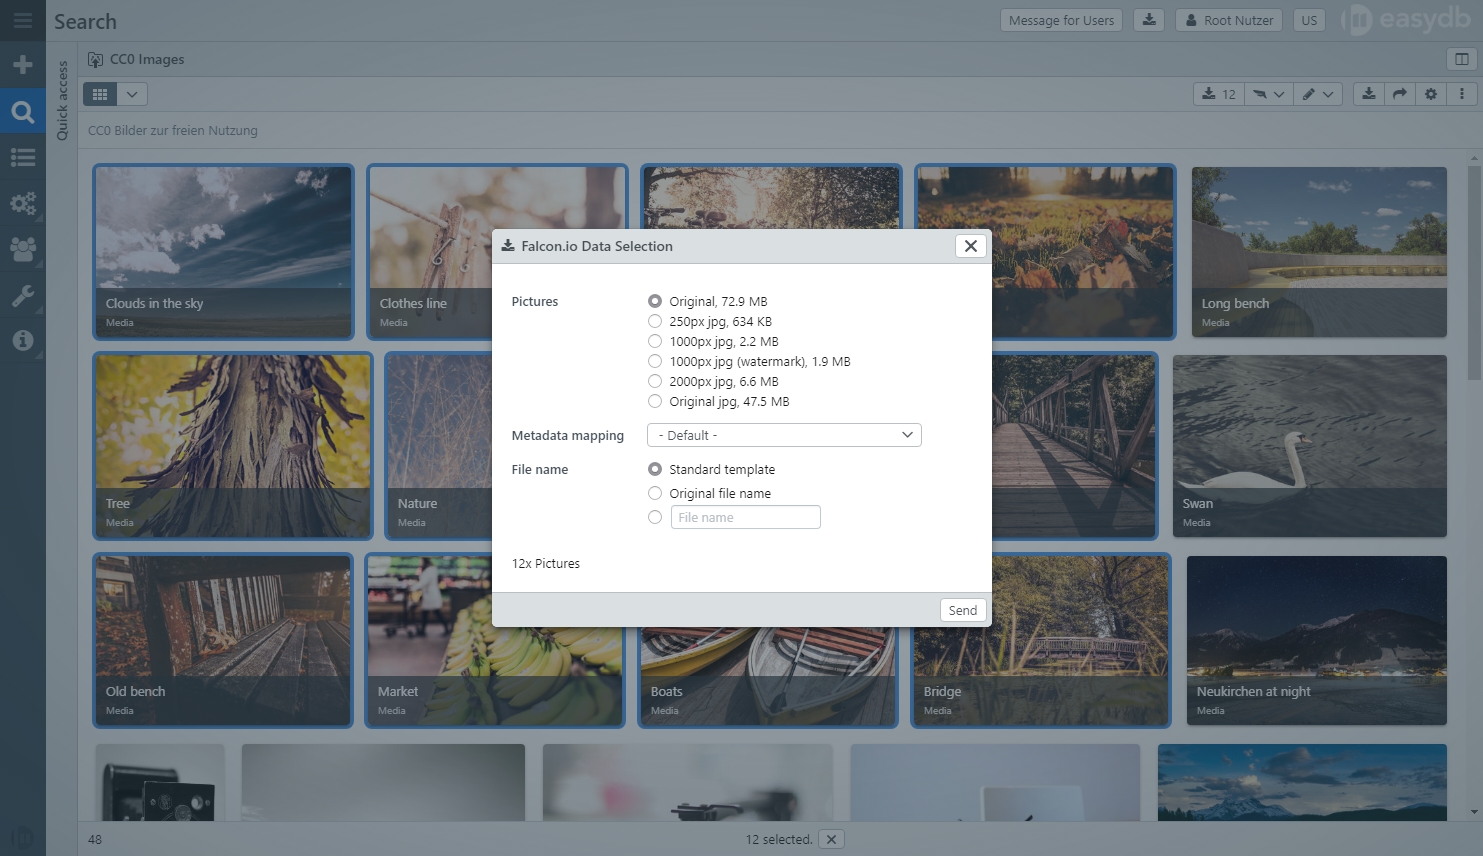 Search
Message for Users
Root Nutzer
US
easydb
Quick access
CC0 Images
12
CC0 Bilder zur freien Nutzung
Clouds in the sky
Media
Clothes line
Media
Long bench
Media
Falcon.io Data Selection
Pictures
Original, 72.9 MB
250px jpg, 634 KB
1000px jpg, 2.2 MB
1000px jpg (watermark), 1.9 MB
2000px jpg, 6.6 MB
Original jpg, 47.5 MB
Metadata mapping
- Default -
File name
Standard template
Original file name
File name
12x Pictures
Send
Tree
Media
Nature
Media
Swan
Media
Old bench
Media
Market
Media
Boats
Media
Bridge
Media
Neukirchen at night
Media
48
12 selected.